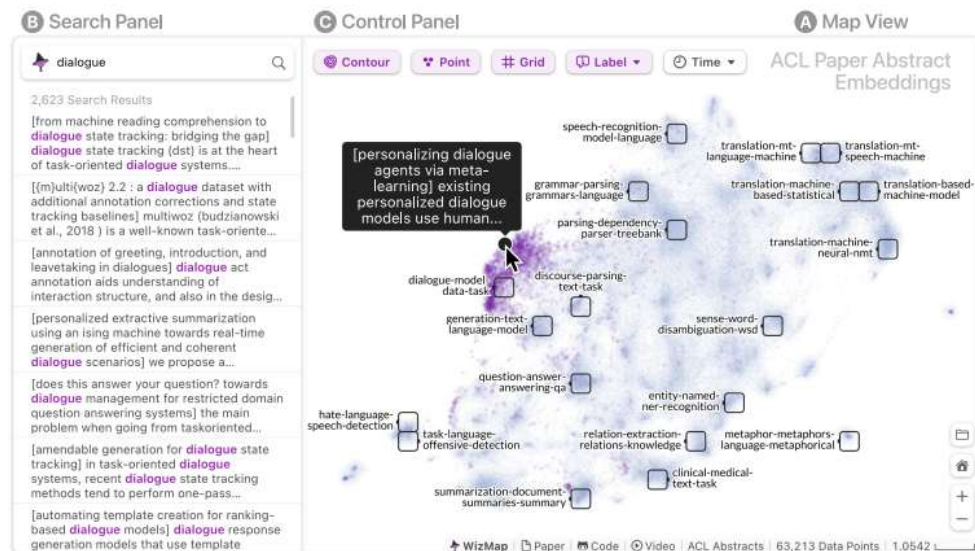 B Search Panel
C Control Panel
A Map View
dialogue
Contour
Point
Grid
Label
Time
ACL Paper Abstract
Embeddings
2,623 Search Results
[from machine reading comprehension to
dialogue state tracking: bridging the gap]
dialogue state tracking (dst) is at the heart
of task-oriented dialogue systems....
[{m}ulti{woz} 2.2 : a dialogue dataset with
additional annotation corrections and state
tracking baselines] multiwoz (budzianowski
et al., 2018 ) is a well-known task-oriente...
[annotation of greeting, introduction, and
leavetaking in dialogues] dialogue act
annotation aids understanding of
interaction structure, and also in the desig...
[personalized extractive summarization
using an ising machine towards real-time
generation of efficient and coherent
dialogue scenarios] we propose a...
[does this answer your question? towards
dialogue management for restricted domain
question answering systems] the main
problem when going from taskoriented...
[amendable generation for dialogue state
tracking] in task-oriented dialogue
systems, recent dialogue state tracking
methods tend to perform one-pass...
[automating template creation for ranking-
based dialogue models] dialogue response
generation models that use template
[personalizing dialogue
agents via meta-
learning] existing
personalized dialogue
models use human...
speech-recognition-
model-language
translation-mt-
language-machine
translation-mt-
speech-machine
grammar-parsing-
grammars-language
translation-machine-
based-statistical
translation-based-
machine-model
parsing-dependency-
parser-treebank
translation-machine-
neural-nmt
dialogue-model
data-task
discourse-parsing-
text-task
generation-text-
language-model
sense-word-
disambiguation-wsd
question-answer-
answering-qa
entity-named-
ner-recognition
hate-language-
speech-detection
task-language-
offensive-detection
relation-extraction-
relations-knowledge
metaphor-metaphors-
language-metaphorical
clinical-medical-
text-task
summarization-document-
summaries-summary
WizMap
Paper
Code
Video
ACL Abstracts
63,213 Data Points
1.0542